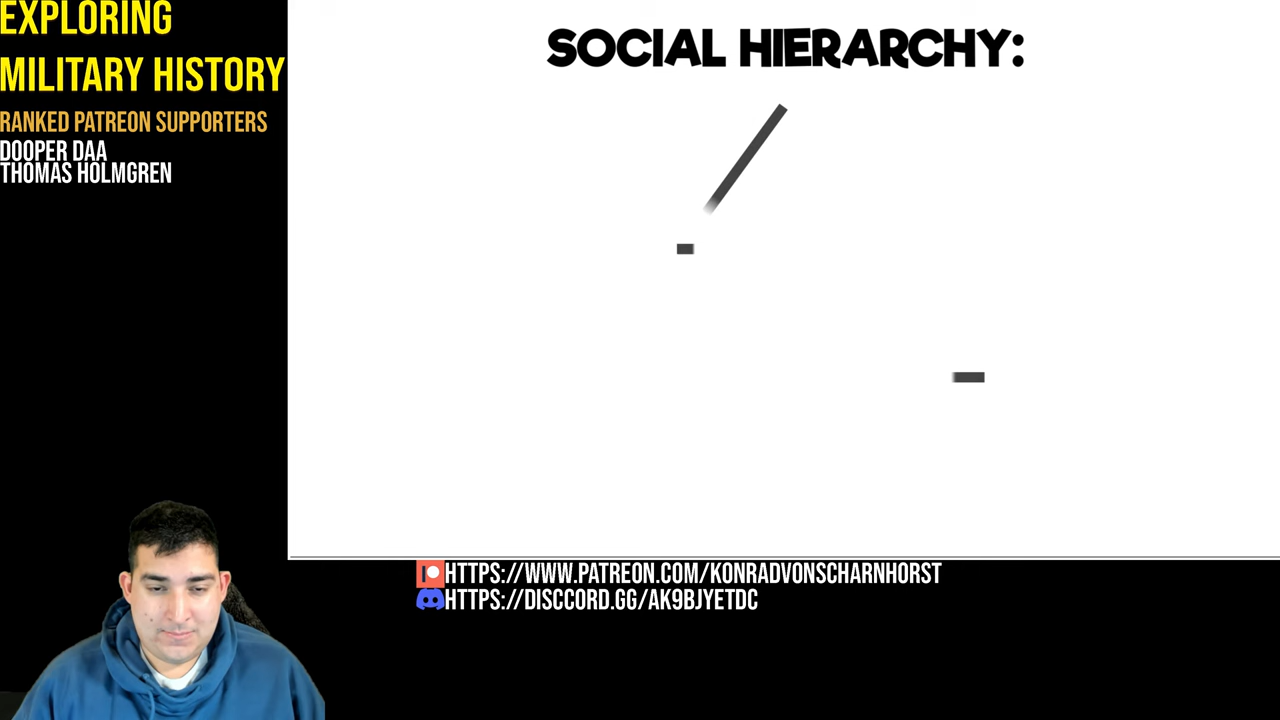 EXPLORING
MILITARY HISTORY
RANKED PATREON SUPPORTERS
DOOPER DAA
THOMAS HOLMGREN
SOCIAL HIERARCHY:
HTTPS://WWW.PATREON.COM/KONRADVONSCHARNHORST
HTTPS://DISCCORD.GG/AK9BJYETDC